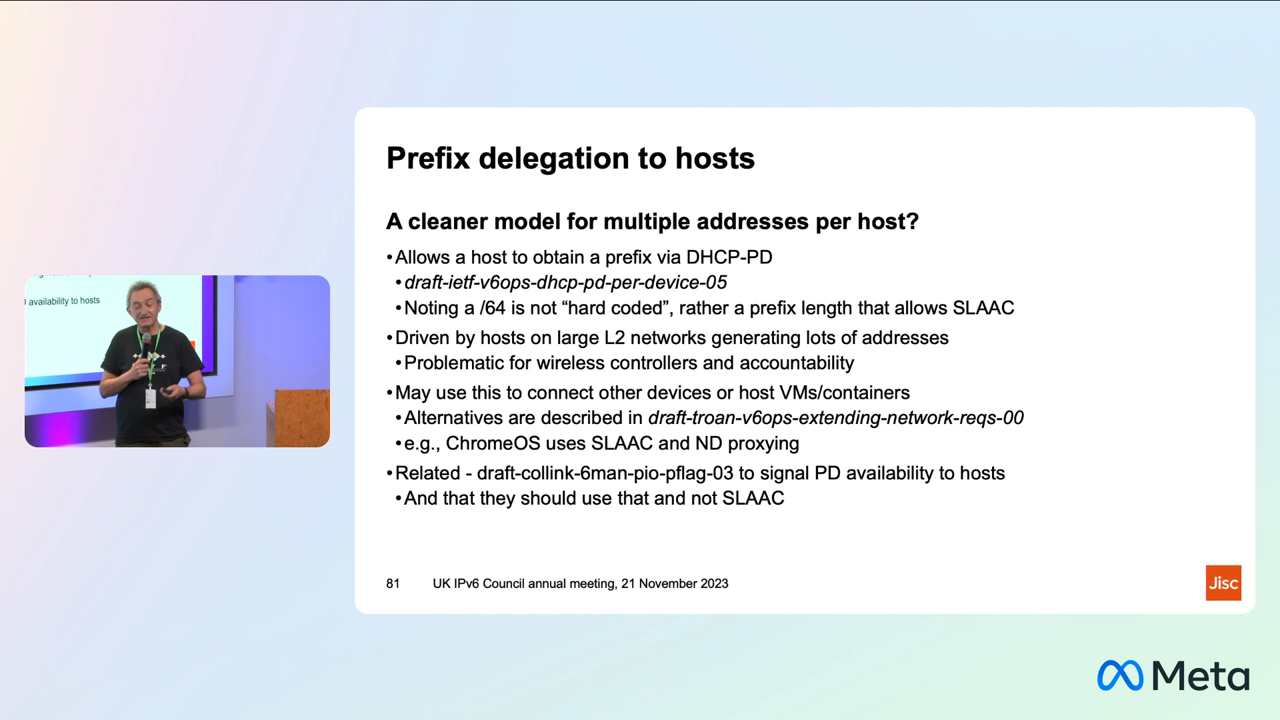 Prefix delegation to hosts
A cleaner model for multiple addresses per host?
•Allows a host to obtain a prefix via DHCP-PD
•draft-ietf-v6ops-dhcp-pd-per-device-05
•Noting a /64 is not “hard coded”, rather a prefix length that allows SLAAC
•Driven by hosts on large L2 networks generating lots of addresses
•Problematic for wireless controllers and accountability
•May use this to connect other devices or host VMs/containers
•Alternatives are described in draft-troan-v6ops-extending-network-reqs-00
•e.g., ChromeOS uses SLAAC and ND proxying
•Related - draft-collink-6man-pio-pflag-03 to signal PD availability to hosts
•And that they should use that and not SLAAC
81 UK IPv6 Council annual meeting, 21 November 2023
Jisc
availability to hosts
Meta